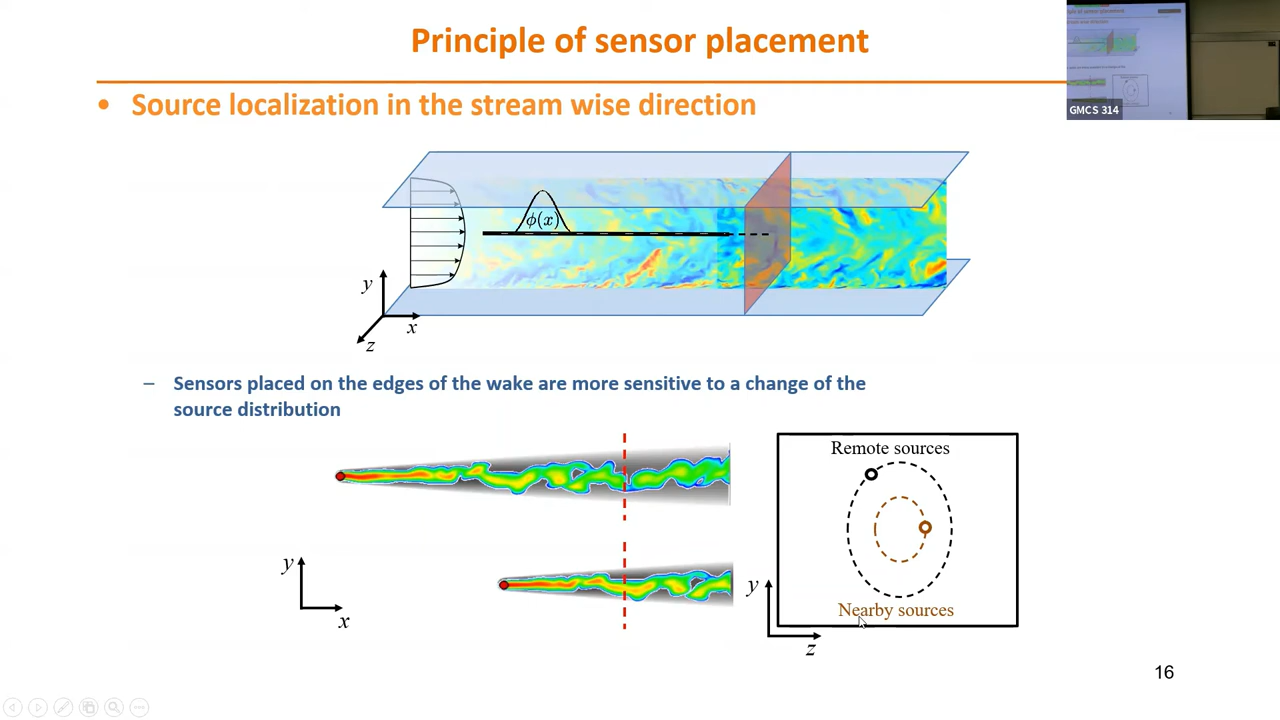 Principle of sensor placement
• Source localization in the stream wise direction
GMCS 314
ϕ(x)
y
x
z
– Sensors placed on the edges of the wake are more sensitive to a change of the
source distribution
Remote sources
y
x
Nearby sources
y
z
16